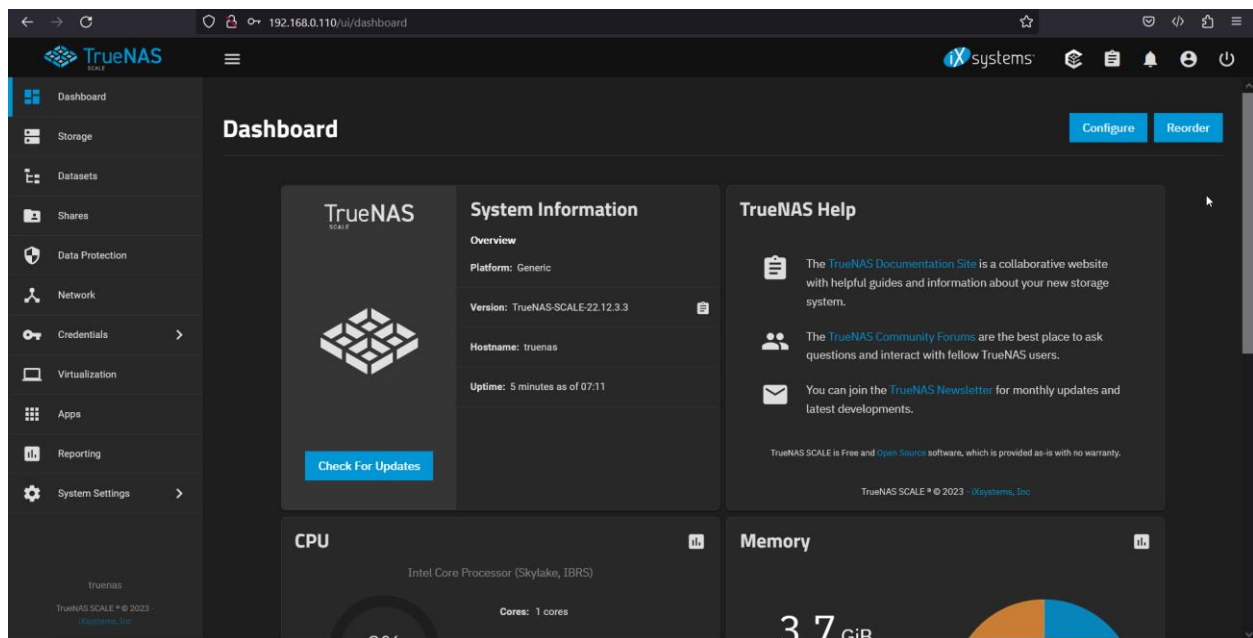 192.168.0.110/ui/dashboard
TrueNAS
SCALE
iXsystems
Dashboard
Storage
Datasets
Shares
Data Protection
Network
Credentials
Virtualization
Apps
Reporting
System Settings
truenas
TrueNAS SCALE ® © 2023 -
iXsystems, Inc
Dashboard
Configure
Reorder
TrueNAS
SCALE
Check For Updates
System Information
Overview
Platform: Generic
Version: TrueNAS-SCALE-22.12.3.3
Hostname: truenas
Uptime: 5 minutes as of 07:11
TrueNAS Help
The TrueNAS Documentation Site is a collaborative website
with helpful guides and information about your new storage
system.
The TrueNAS Community Forums are the best place to ask
questions and interact with fellow TrueNAS users.
You can join the TrueNAS Newsletter for monthly updates and
latest developments.
TrueNAS SCALE is Free and Open Source software, which is provided as-is with no warranty.
TrueNAS SCALE ® © 2023 - iXsystems, Inc
CPU
Intel Core Processor (Skylake, IBRS)
Cores: 1 cores
Memory
3.7 GiB